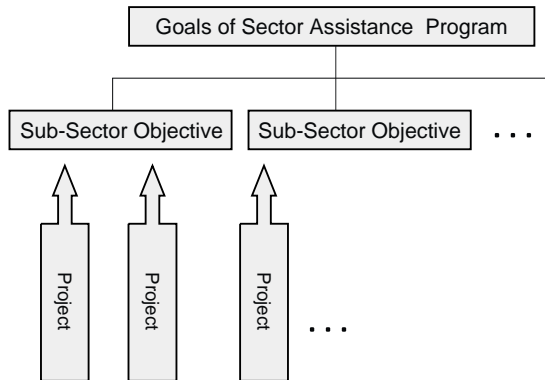 Goals of Sector Assistance Program
Sub-Sector Objective
Sub-Sector Objective
...
Project
Project
Project
...